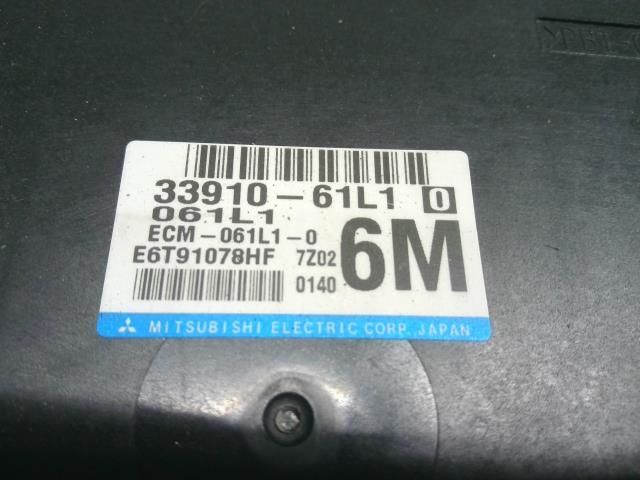 33910-61L1 0
061L1
ECM-061L1-0
E6T91078HF 7Z02
6M
0140
MITSUBISHI ELECTRIC CORP. JAPAN